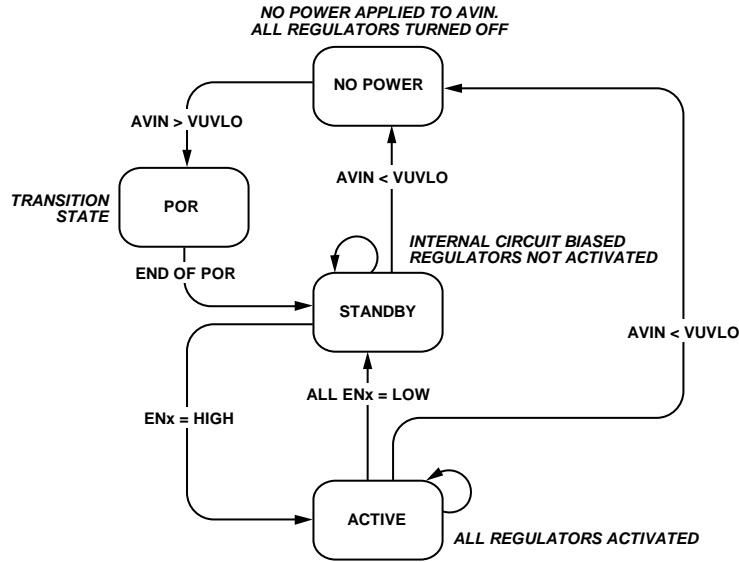 NO POWER APPLIED TO AVIN.
ALL REGULATORS TURNED OFF
NO POWER
AVIN > VUVLO
AVIN < VUVLO
TRANSITION
STATE
POR
INTERNAL CIRCUIT BIASED
REGULATORS NOT ACTIVATED
END OF POR
STANDBY
AVIN < VUVLO
ALL ENx = LOW
ENx = HIGH
ACTIVE
ALL REGULATORS ACTIVATED